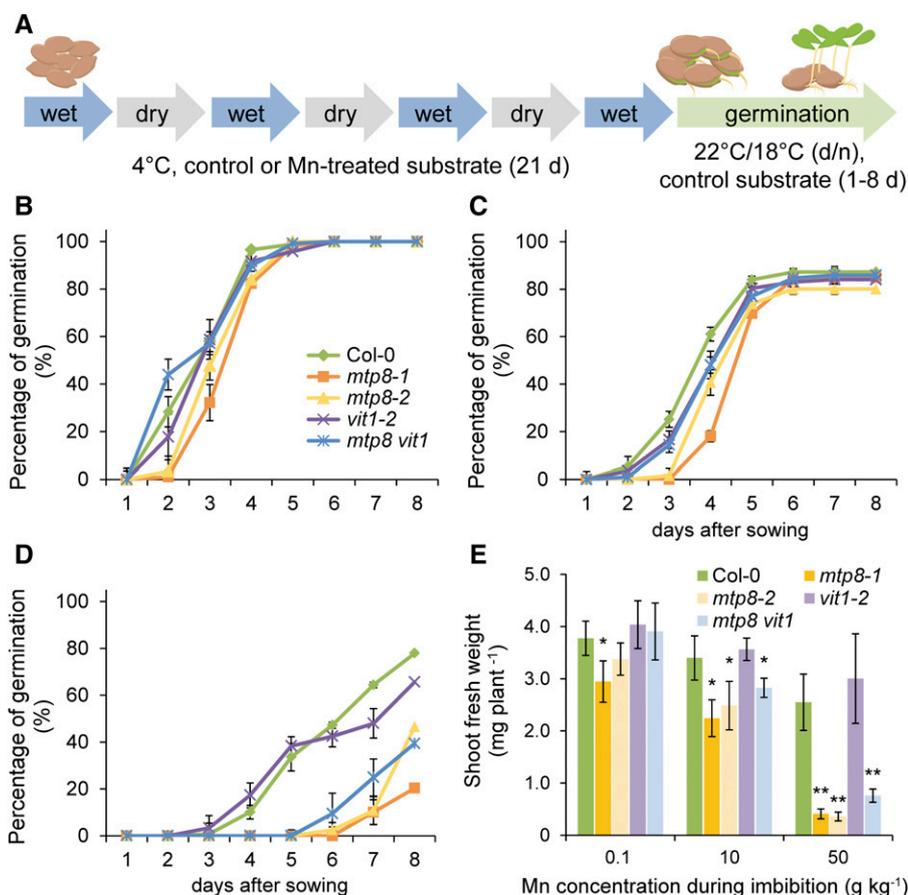 A
wet dry wet dry wet dry wet germination
4°C, control or Mn-treated substrate (21 d)
22°C/18°C (d/n),
control substrate (1-8 d)
B
Percentage of germination
(%)
100
80
60
40
20
0
1 2 3 4 5 6 7 8
Col-0
mtp8-1
mtp8-2
vit1-2
mtp8 vit1
C
Percentage of germination
(%)
100
80
60
40
20
0
1 2 3 4 5 6 7 8
days after sowing
D
Percentage of germination
(%)
100
80
60
40
20
0
1 2 3 4 5 6 7 8
days after sowing
E
Shoot fresh weight
(mg plant⁻¹)
5.0
4.0
3.0
2.0
1.0
0
Col-0 mtp8-1
mtp8-2 vit1-2
mtp8 vit1
*
* * *
** ** **
0.1 10 50
Mn concentration during imbibition (g kg⁻¹)